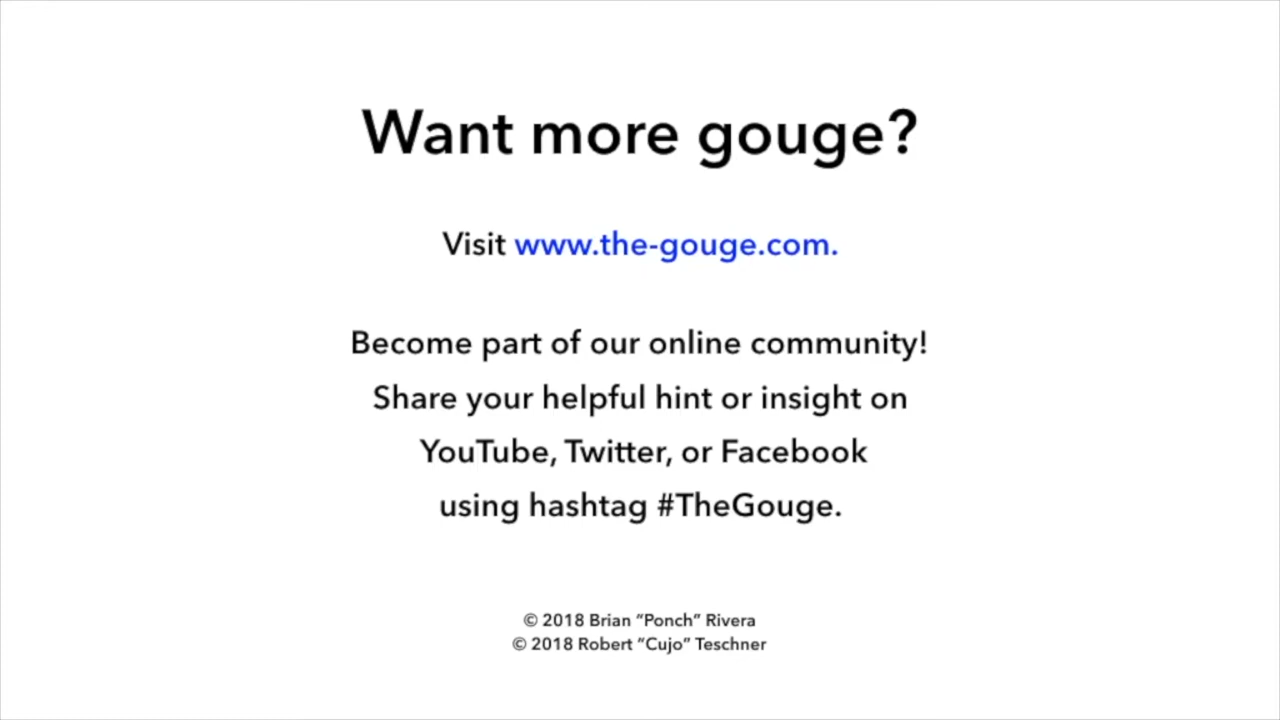 Want more gouge?
Visit www.the-gouge.com.
Become part of our online community!
Share your helpful hint or insight on
YouTube, Twitter, or Facebook
using hashtag #TheGouge.
© 2018 Brian “Ponch” Rivera
© 2018 Robert “Cujo” Teschner